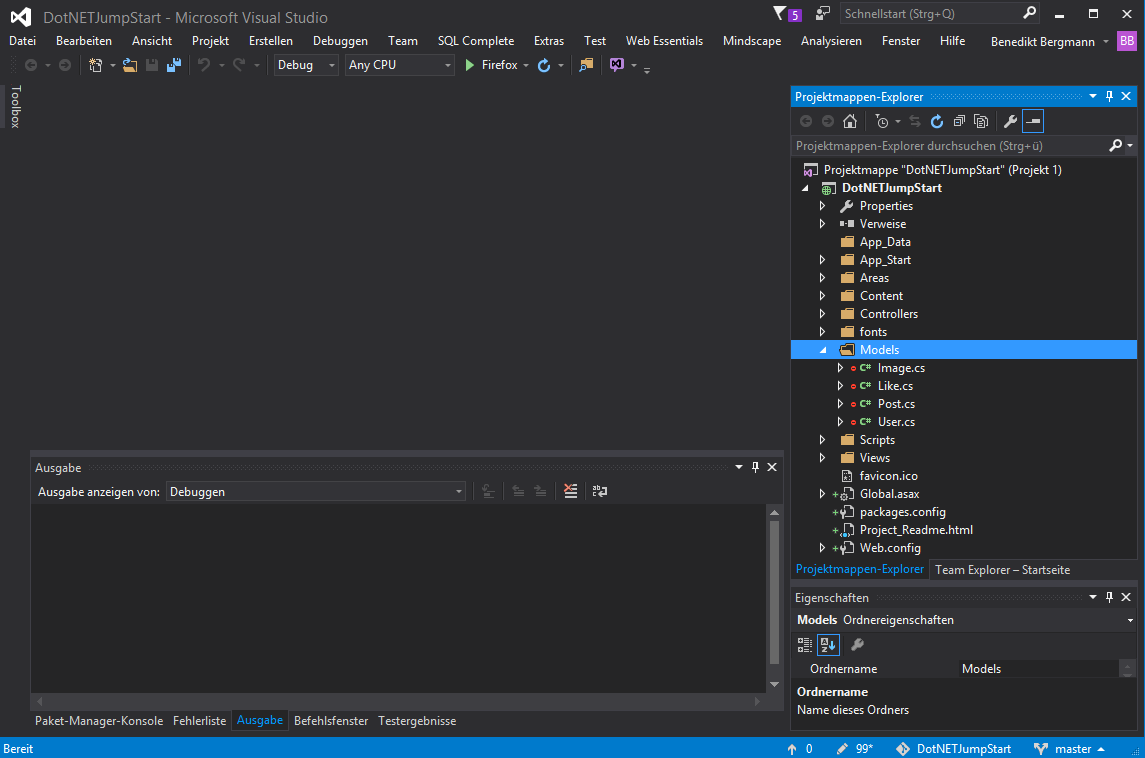 DotNETJumpStart - Microsoft Visual Studio
5
Schnellstart (Strg+Q)
Datei Bearbeiten Ansicht Projekt Erstellen Debuggen Team SQL Complete Extras Test Web Essentials Mindscape Analysieren Fenster Hilfe Benedikt Bergmann BB
Debug Any CPU Firefox
Toolbox
Projektmappen-Explorer
Projektmappen-Explorer durchsuchen (Strg+ü)
Projektmappe "DotNETJumpStart" (Projekt 1)
DotNETJumpStart
Properties
Verweise
App_Data
App_Start
Areas
Content
Controllers
fonts
Models
C# Image.cs
C# Like.cs
C# Post.cs
C# User.cs
Scripts
Views
favicon.ico
Global.asax
packages.config
Project_Readme.html
Web.config
Projektmappen-Explorer Team Explorer – Startseite
Ausgabe
Ausgabe anzeigen von: Debuggen
Paket-Manager-Konsole Fehlerliste Ausgabe Befehlsfenster Testergebnisse
Eigenschaften
Models Ordnereigenschaften
Ordnername Models
Ordnername
Name dieses Ordners
Bereit 0 99* DotNETJumpStart master